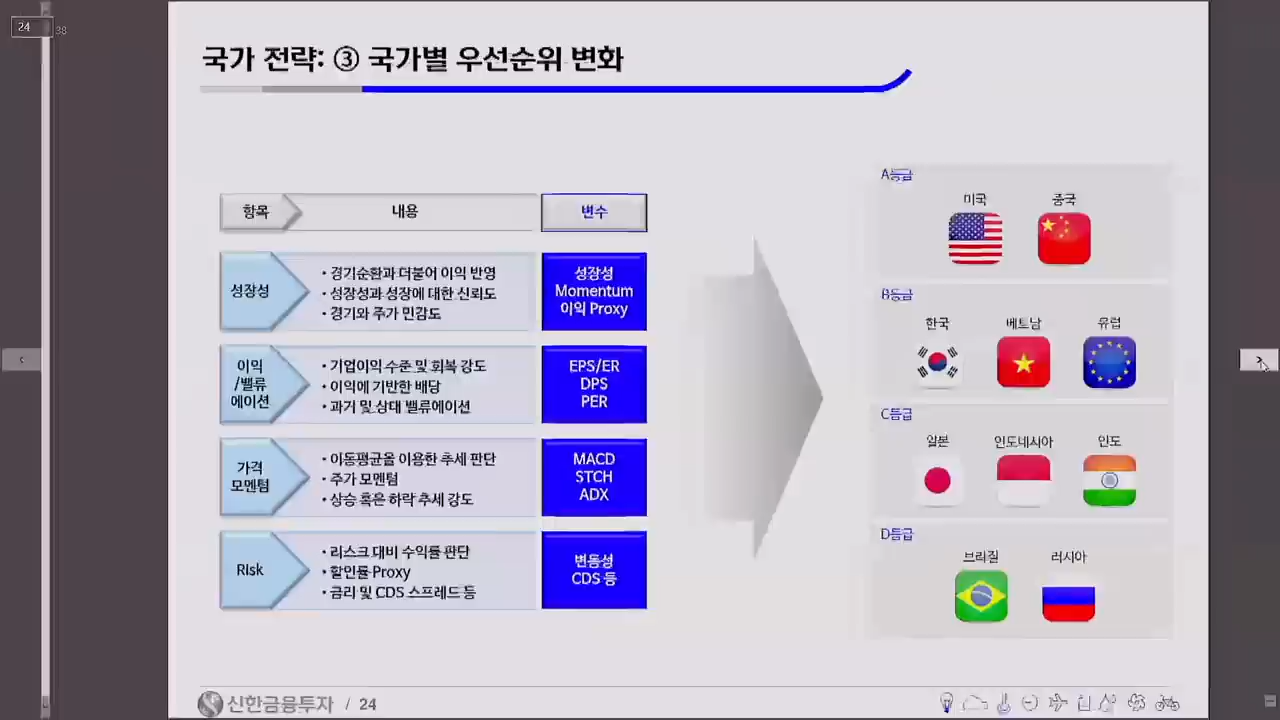 24
38
국가 전략: ③ 국가별 우선순위 변화
항목
내용
변수
성장성
• 경기순환과 더불어 이익 반영
• 성장성과 성장에 대한 신뢰도
• 경기와 주가 민감도
성장성
Momentum
이익 Proxy
이익
/밸류
에이션
• 기업이익 수준 및 회복 강도
• 이익에 기반한 배당
• 과거 및 상대 밸류에이션
EPS/ER
DPS
PER
가격
모멘텀
• 이동평균을 이용한 추세 판단
• 주가 모멘텀
• 상승 혹은 하락 추세 강도
MACD
STCH
ADX
Risk
• 리스크 대비 수익률 판단
• 할인률 Proxy
• 금리 및 CDS 스프레드 등
변동성
CDS 등
A등급
미국
중국
B등급
한국
베트남
유럽
C등급
일본
인도네시아
인도
D등급
브라질
러시아
신한금융투자 / 24